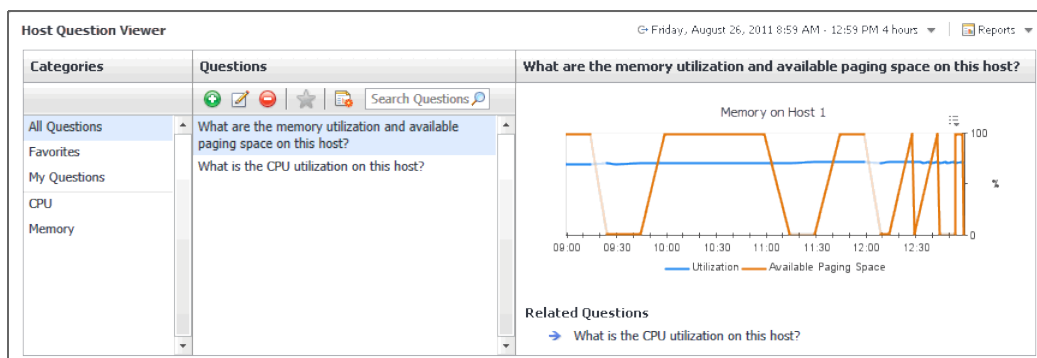 Host Question Viewer
Friday, August 26, 2011 8:59 AM - 12:59 PM 4 hours
Reports
Categories
Questions
What are the memory utilization and available paging space on this host?
Search Questions
All Questions
Favorites
My Questions
CPU
Memory
What are the memory utilization and available
paging space on this host?
What is the CPU utilization on this host?
Memory on Host 1
100
%
0
09:00 09:30 10:00 10:30 11:00 11:30 12:00 12:30
Utilization Available Paging Space
Related Questions
What is the CPU utilization on this host?